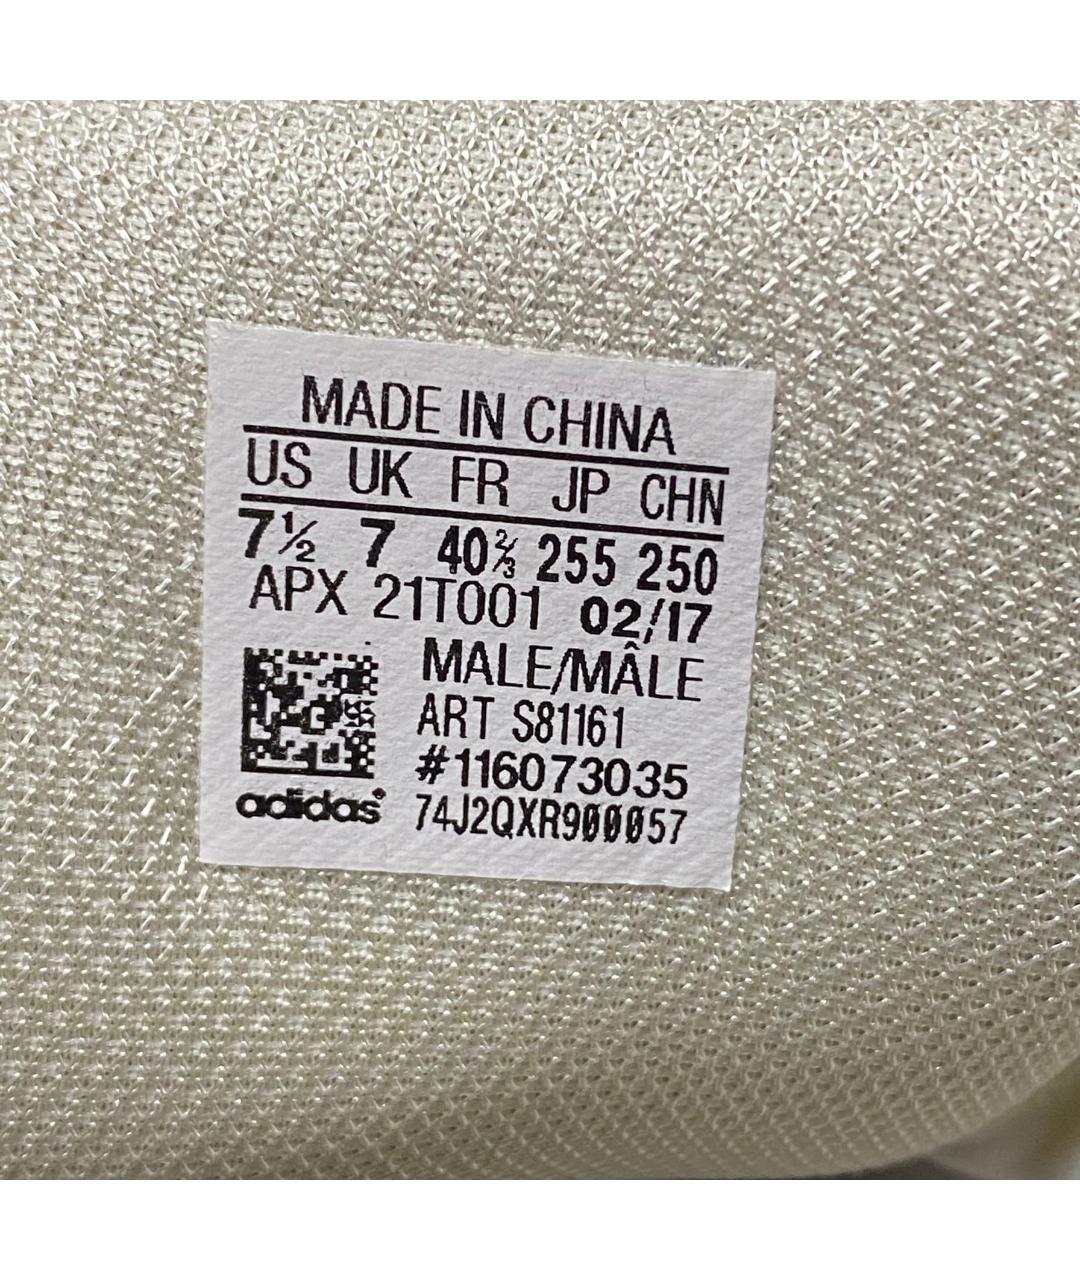 MADE IN CHINA
US UK FR JP CHN
7½ 7 40⅔ 255 250
APX 21T001 02/17
MALE/MÂLE
ART S81161
#116073035
adidas® 74J2QXR900057